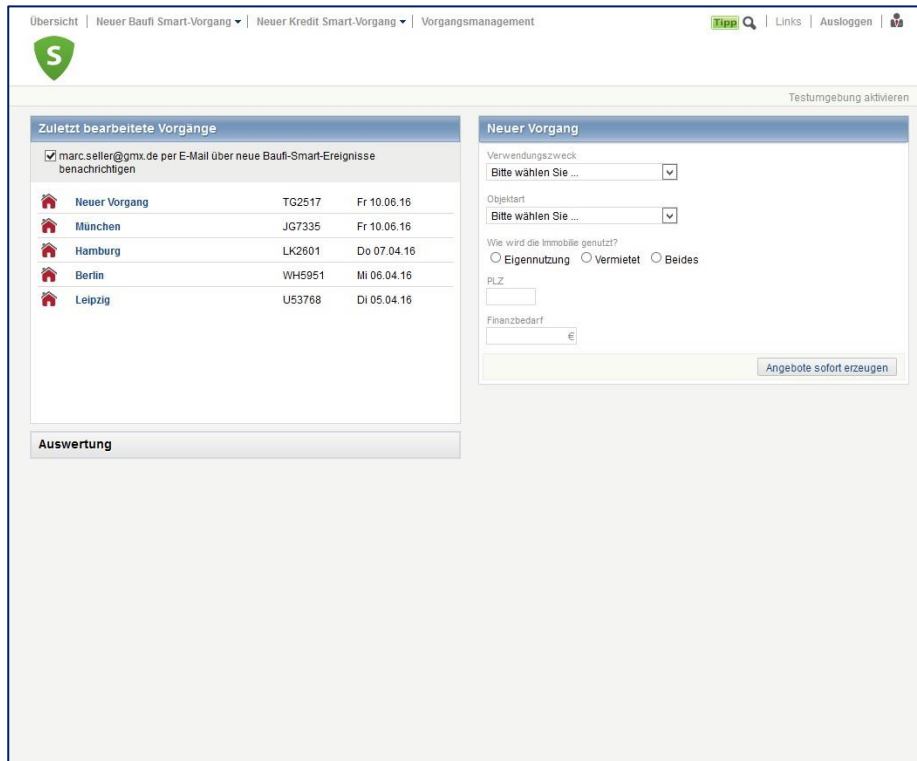 Übersicht | Neuer Baufi Smart-Vorgang | Neuer Kredit Smart-Vorgang | Vorgangsmanagement
Tipp | Links | Ausloggen |
S
Testumgebung aktivieren
Zuletzt bearbeitete Vorgänge
marc.seller@gmx.de per E-Mail über neue Baufi-Smart-Ereignisse
benachrichtigen
Neuer Vorgang TG2517 Fr 10.06.16
München JG7335 Fr 10.06.16
Hamburg LK2601 Do 07.04.16
Berlin WH5951 Mi 06.04.16
Leipzig U53768 Di 05.04.16
Auswertung
Neuer Vorgang
Verwendungszweck
Bitte wählen Sie ...
Objektart
Bitte wählen Sie ...
Wie wird die Immobilie genutzt?
Eigennutzung Vermietet Beides
PLZ
Finanzbedarf
€
Angebote sofort erzeugen